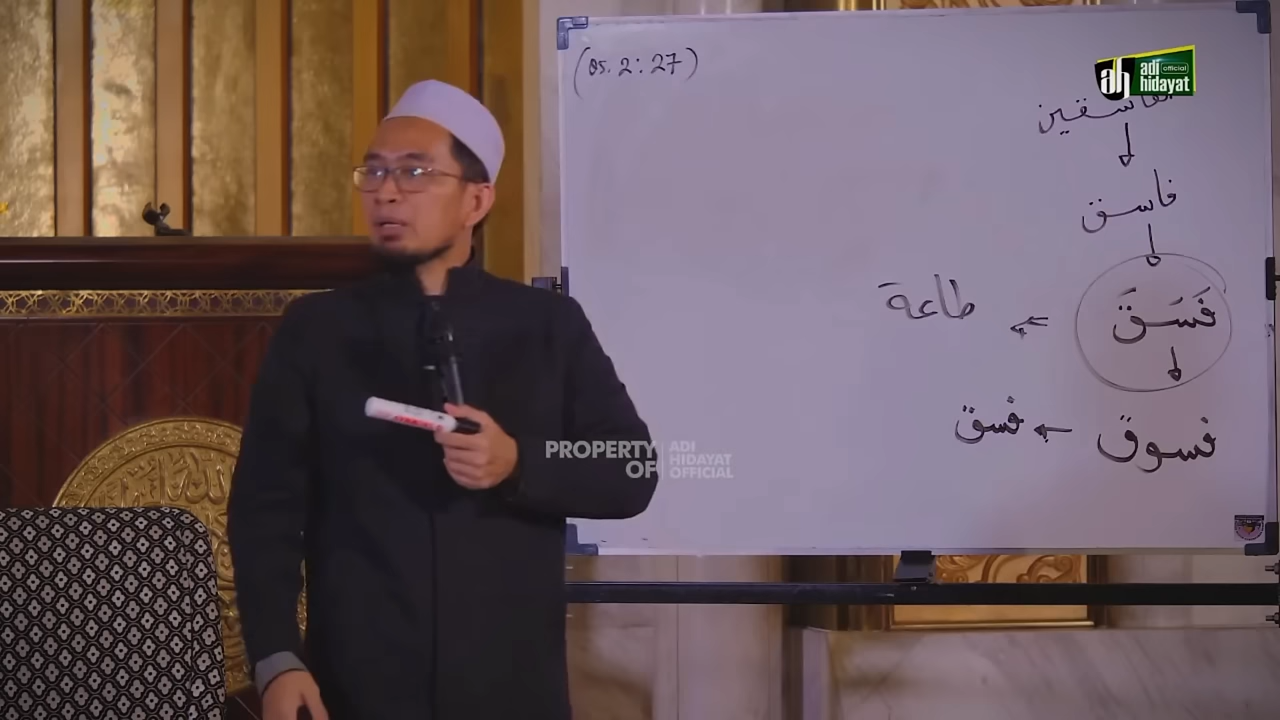 (QS. 2:27)
adi official
hidayat
الفاسقين
فاسق
فَسَقَ ← طاعة
فسوق ← فسق
PROPERTY OF | ADI HIDAYAT OFFICIAL